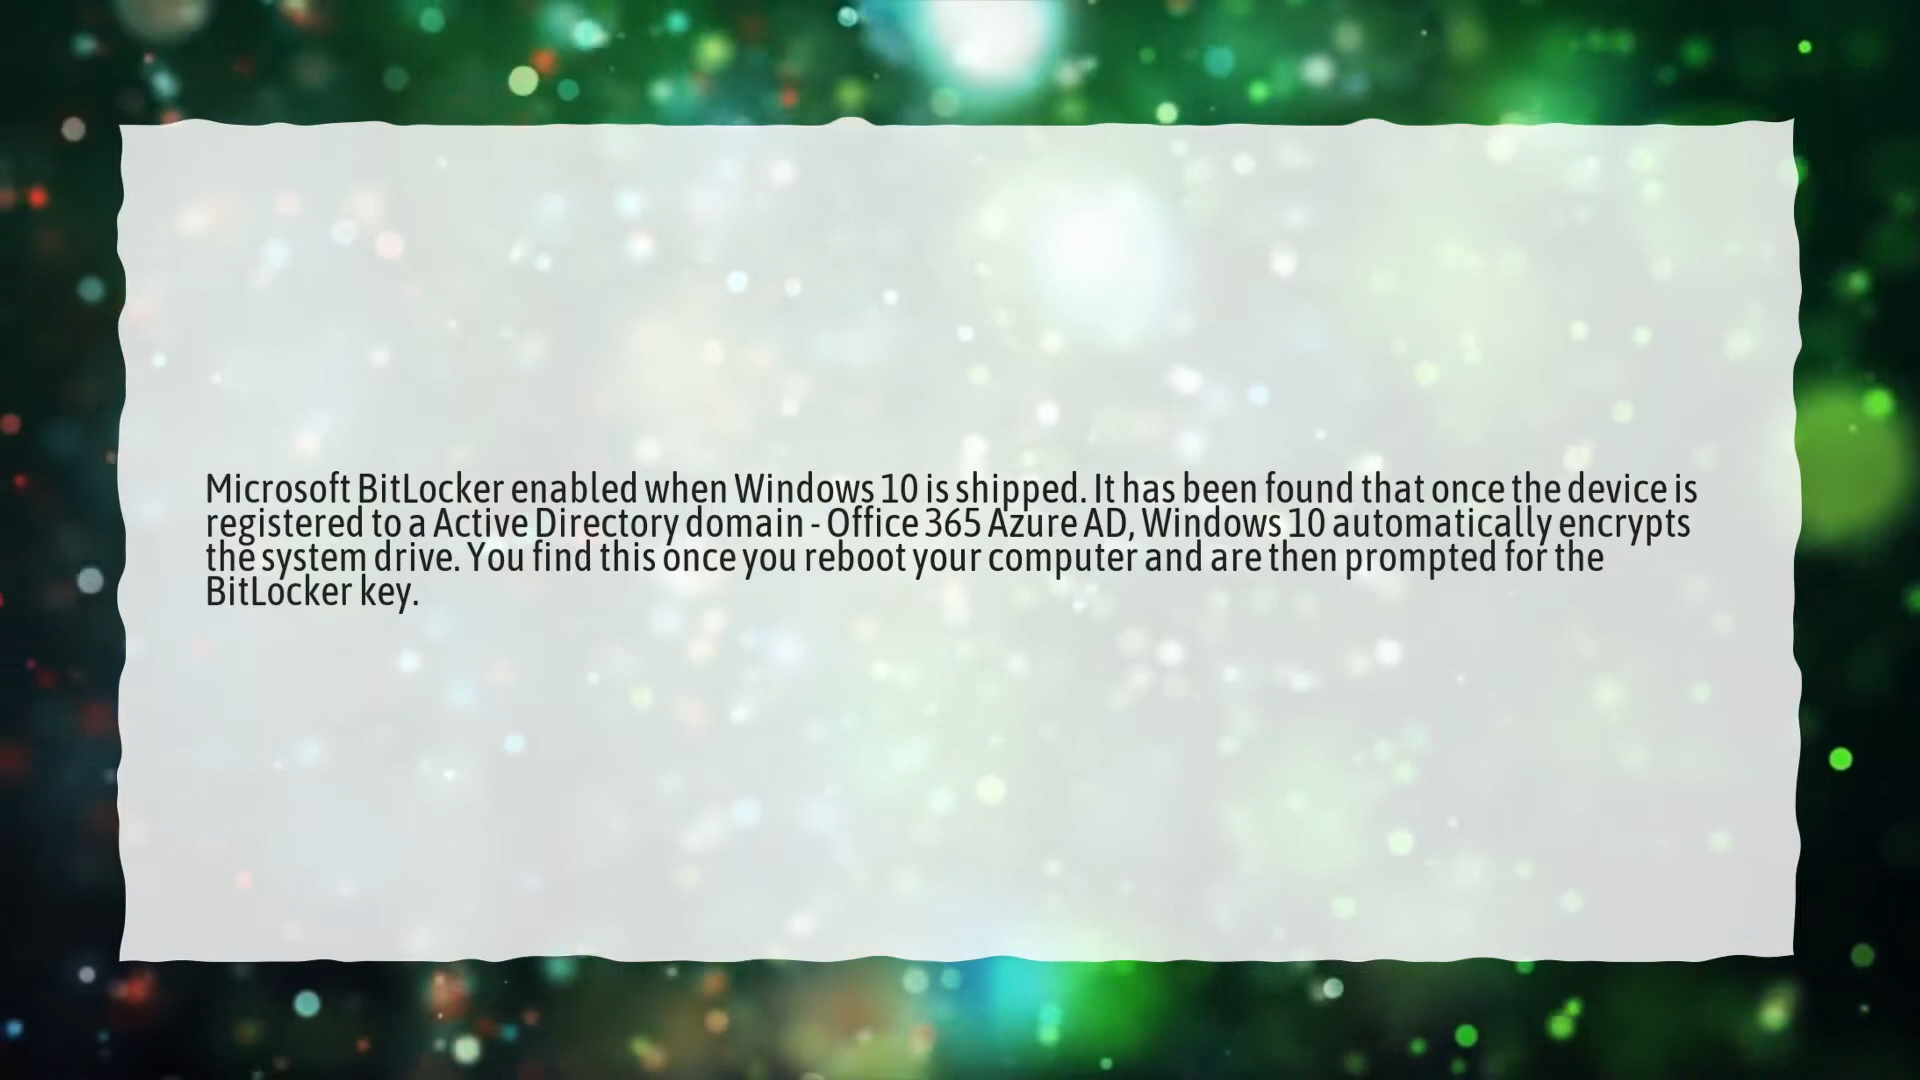 Microsoft BitLocker enabled when Windows 10 is shipped. It has been found that once the device is
registered to a Active Directory domain - Office 365 Azure AD, Windows 10 automatically encrypts
the system drive. You find this once you reboot your computer and are then prompted for the
BitLocker key.